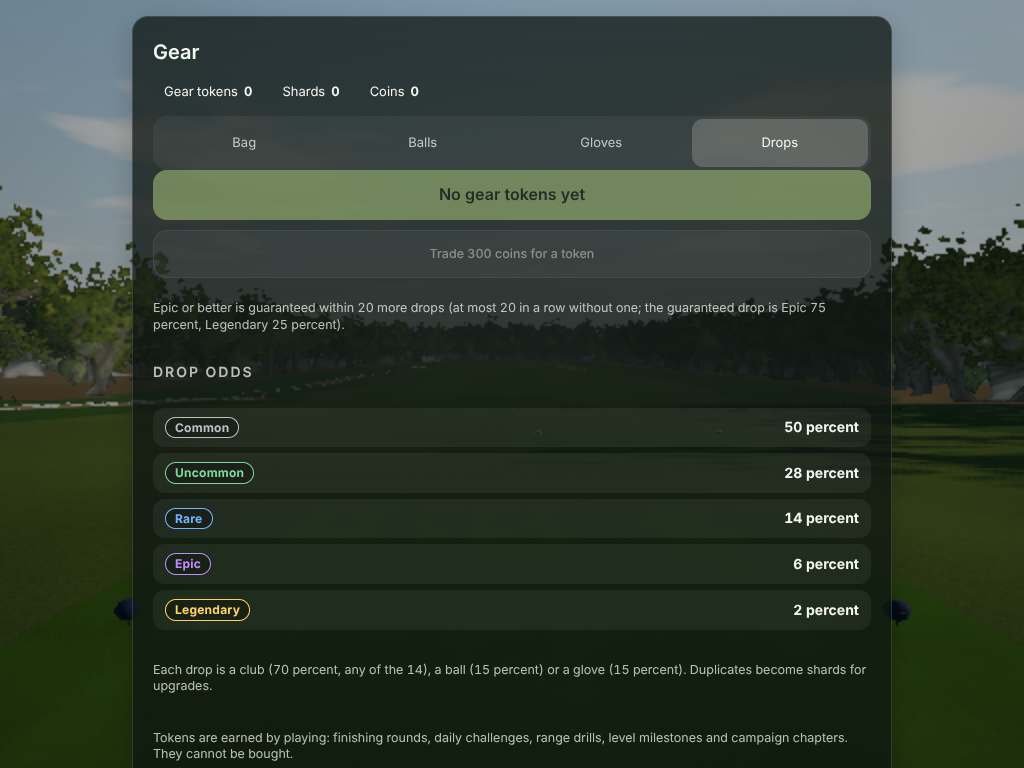 Gear
Gear tokens 0 Shards 0 Coins 0
Bag Balls Gloves Drops
No gear tokens yet
Trade 300 coins for a token
Epic or better is guaranteed within 20 more drops (at most 20 in a row without one; the guaranteed drop is Epic 75
percent, Legendary 25 percent).
DROP ODDS
Common 50 percent
Uncommon 28 percent
Rare 14 percent
Epic 6 percent
Legendary 2 percent
Each drop is a club (70 percent, any of the 14), a ball (15 percent) or a glove (15 percent). Duplicates become shards for
upgrades.
Tokens are earned by playing: finishing rounds, daily challenges, range drills, level milestones and campaign chapters.
They cannot be bought.